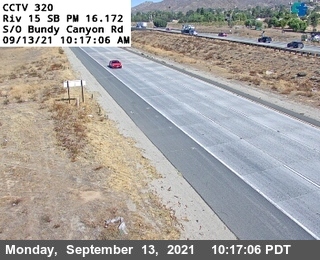 CCTV 320
Riv 15 SB PM 16.172
S/O Bundy Canyon Rd
09/13/21 10:17:06 AM
Monday, September 13, 2021 10:17:06 PDT